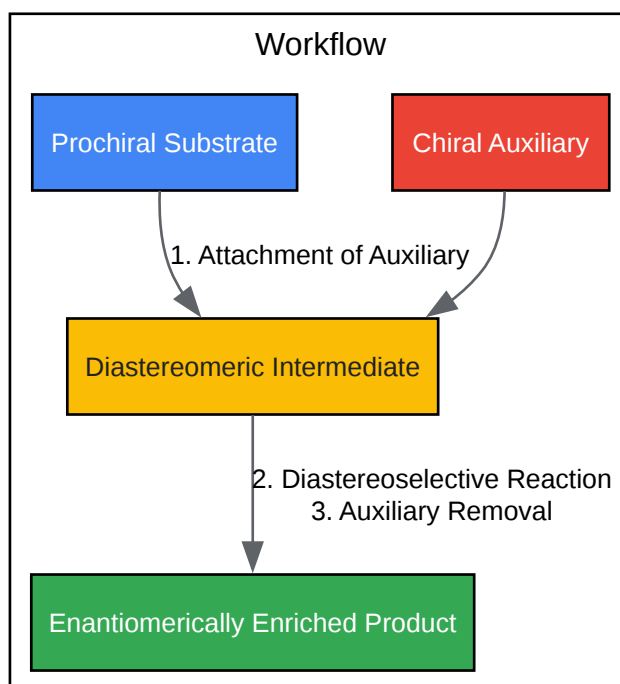 Workflow
Prochiral Substrate
Chiral Auxiliary
1. Attachment of Auxiliary
Diastereomeric Intermediate
2. Diastereoselective Reaction
3. Auxiliary Removal
Enantiomerically Enriched Product